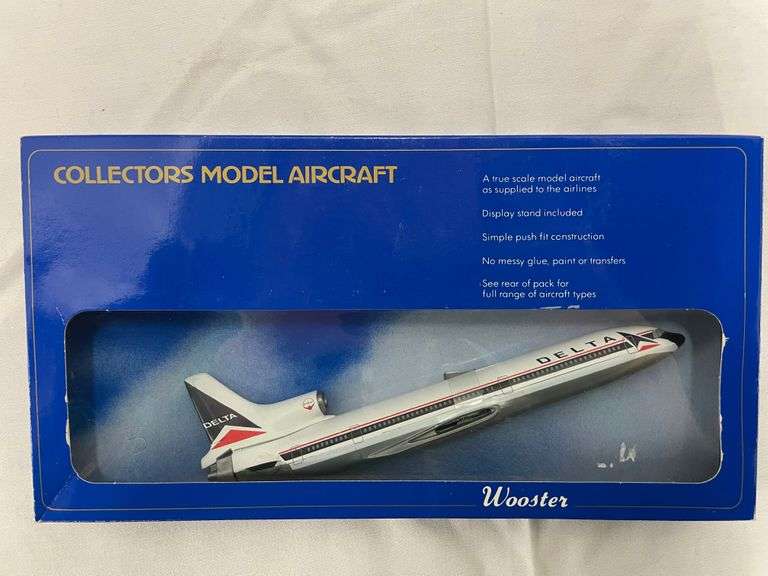 COLLECTORS MODEL AIRCRAFT
A true scale model aircraft
as supplied to the airlines
Display stand included
Simple push fit construction
No messy glue, paint or transfers
See rear of pack for
full range of aircraft types
DELTA
DELTA
Wooster